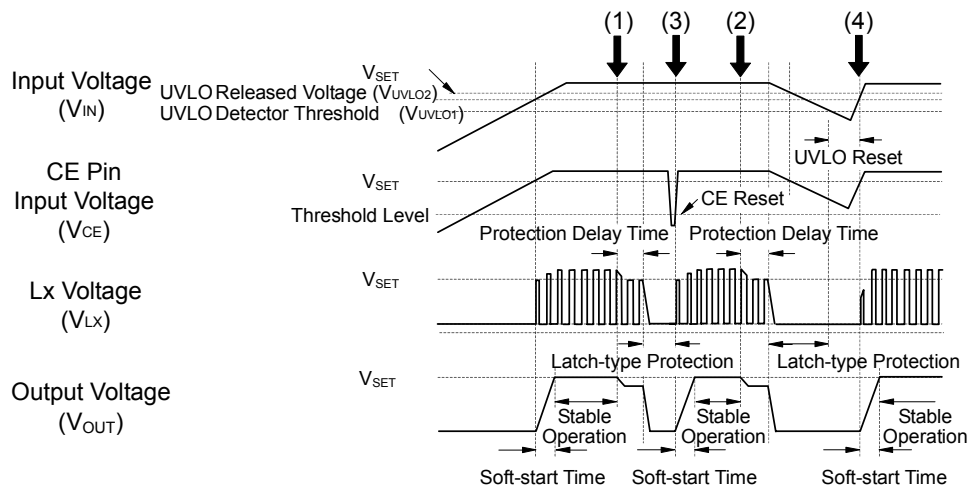 (1) (3) (2) (4)
Input Voltage
(VIN)
VSET
UVLO Released Voltage (VUVLO2)
UVLO Detector Threshold (VUVLO1)
UVLO Reset
CE Pin
Input Voltage
(VCE)
VSET
Threshold Level
CE Reset
Protection Delay Time Protection Delay Time
Lx Voltage
(VLX)
VSET
Latch-type Protection Latch-type Protection
Output Voltage
(VOUT)
VSET
Stable Operation
Stable Operation
Stable Operation
Soft-start Time Soft-start Time Soft-start Time